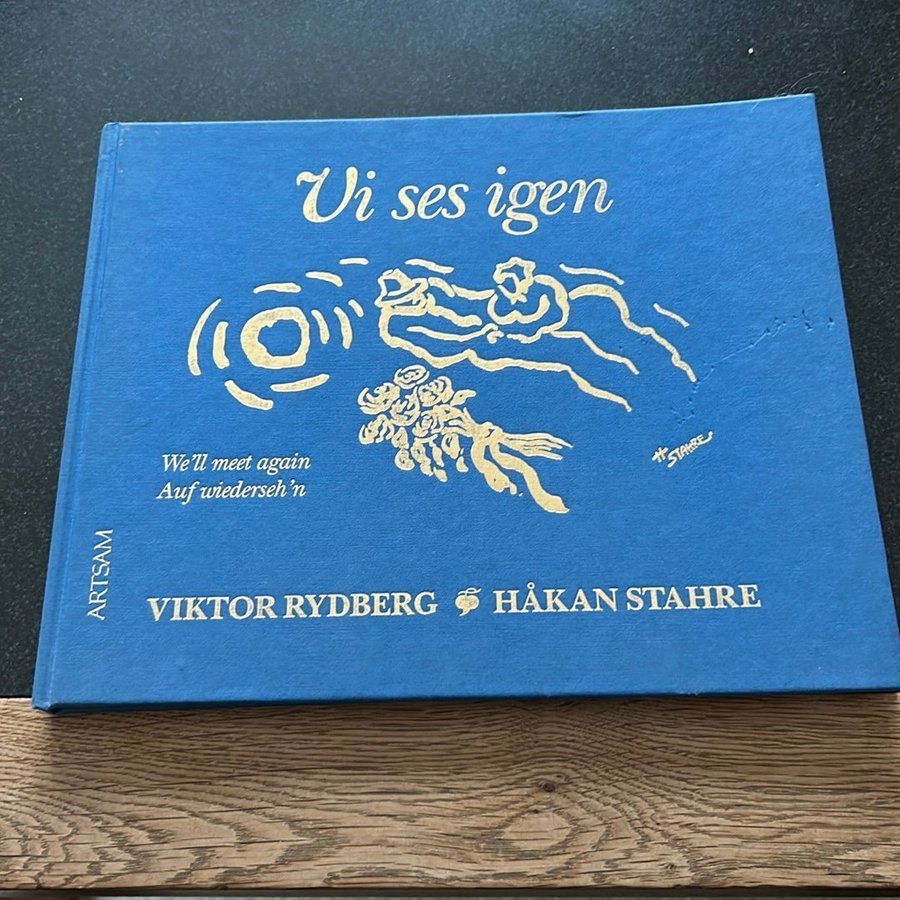 Vi ses igen
H STAHRE
We'll meet again
Auf wiederseh'n
ARTSAM
VIKTOR RYDBERG HÅKAN STAHRE